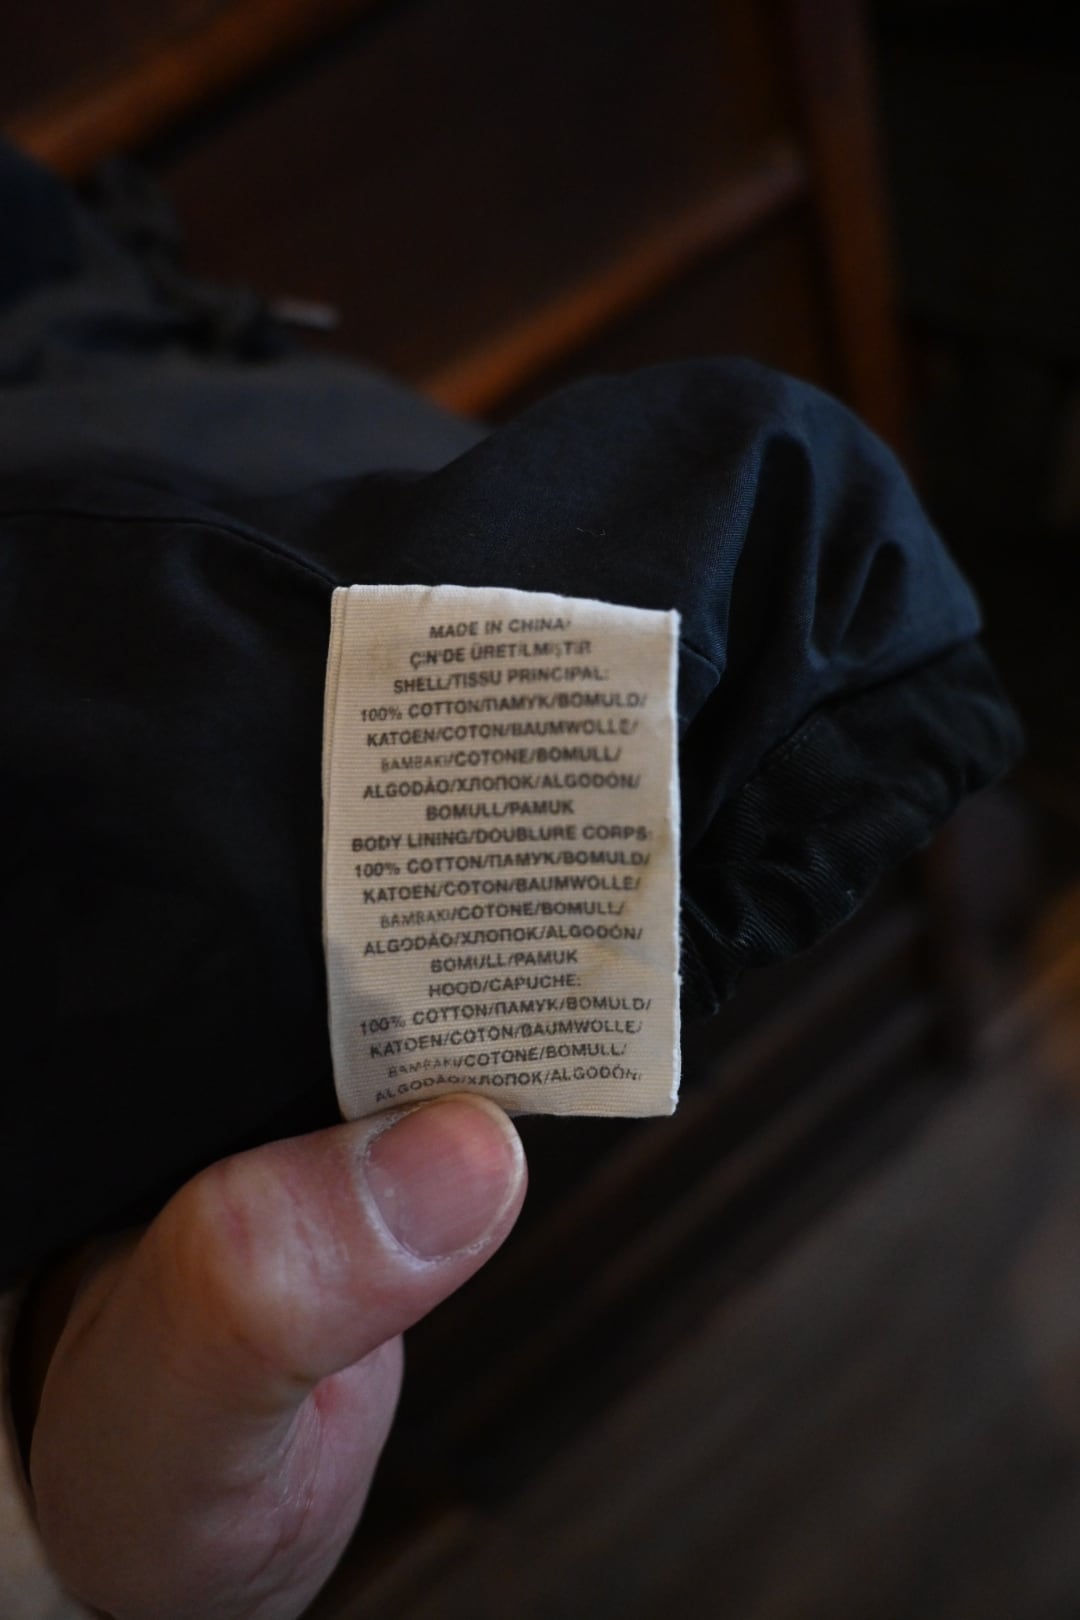 MADE IN CHINA/
ÇİN'DE ÜRETİLMİŞTİR
SHELL/TISSU PRINCIPAL:
100% COTTON/ПАМУК/BOMULD/
KATOEN/COTON/BAUMWOLLE/
ΒΑΜΒΑΚΙ/COTONE/BOMULL/
ALGODÃO/ХЛОПОК/ALGODÓN/
BOMULL/PAMUK
BODY LINING/DOUBLURE CORPS:
100% COTTON/ПАМУК/BOMULD/
KATOEN/COTON/BAUMWOLLE/
ΒΑΜΒΑΚΙ/COTONE/BOMULL/
ALGODÃO/ХЛОПОК/ALGODÓN/
BOMULL/PAMUK
HOOD/CAPUCHE:
100% COTTON/ПАМУК/BOMULD/
KATOEN/COTON/BAUMWOLLE/
ΒΑΜΒΑΚΙ/COTONE/BOMULL/
ALGODÃO/ХЛОПОК/ALGODÓN/